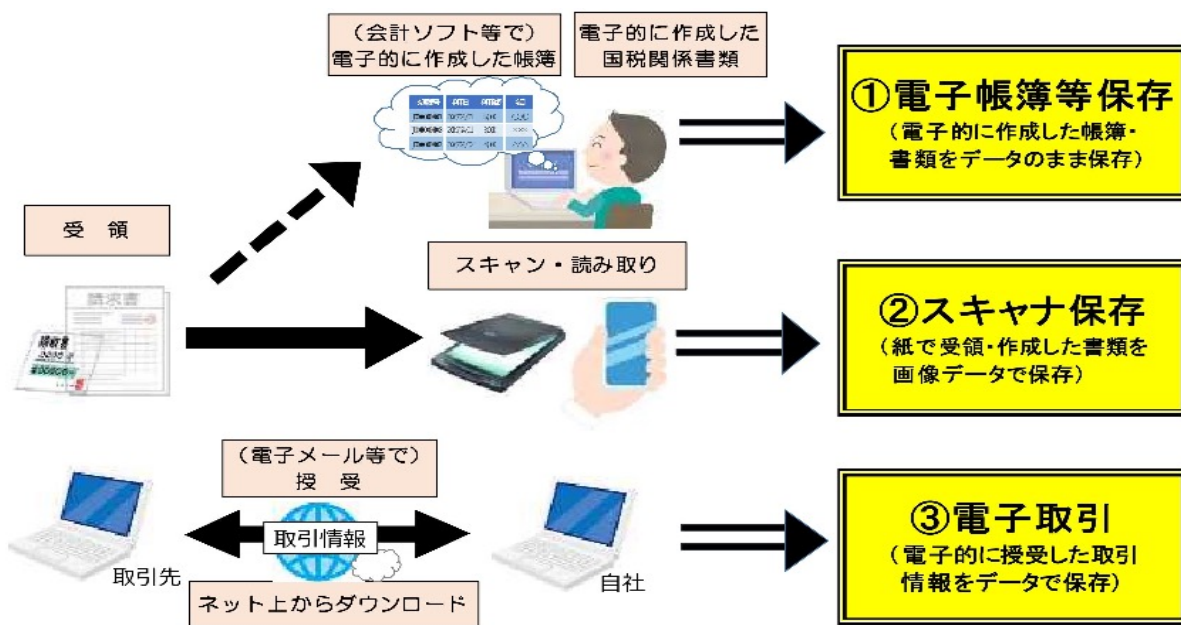 （会計ソフト等で）
電子的に作成した帳簿
電子的に作成した
国税関係書類
①電子帳簿等保存
（電子的に作成した帳簿・
書類をデータのまま保存）
受　領
請求書
領収書
スキャン・読み取り
②スキャナ保存
（紙で受領・作成した書類を
画像データで保存）
（電子メール等で）
授　受
取引情報
取引先
自社
ネット上からダウンロード
③電子取引
（電子的に授受した取引
情報をデータで保存）